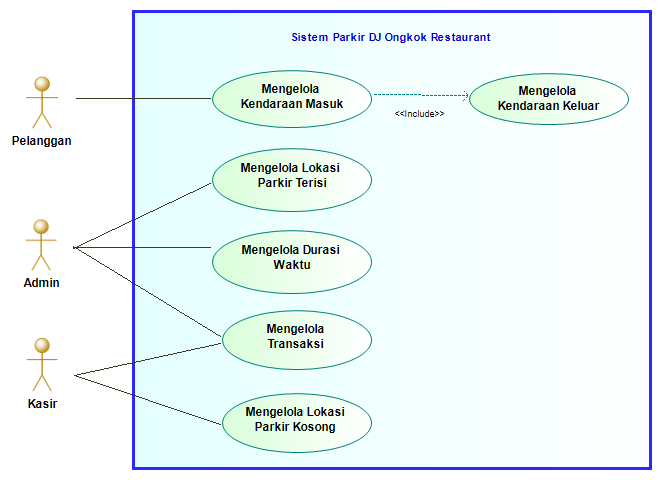 Sistem Parkir DJ Ongkok Restaurant
Mengelola
Kendaraan Masuk
<<Include>>
Mengelola
Kendaraan Keluar
Pelanggan
Mengelola Lokasi
Parkir Terisi
Mengelola Durasi
Waktu
Admin
Mengelola
Transaksi
Kasir
Mengelola Lokasi
Parkir Kosong